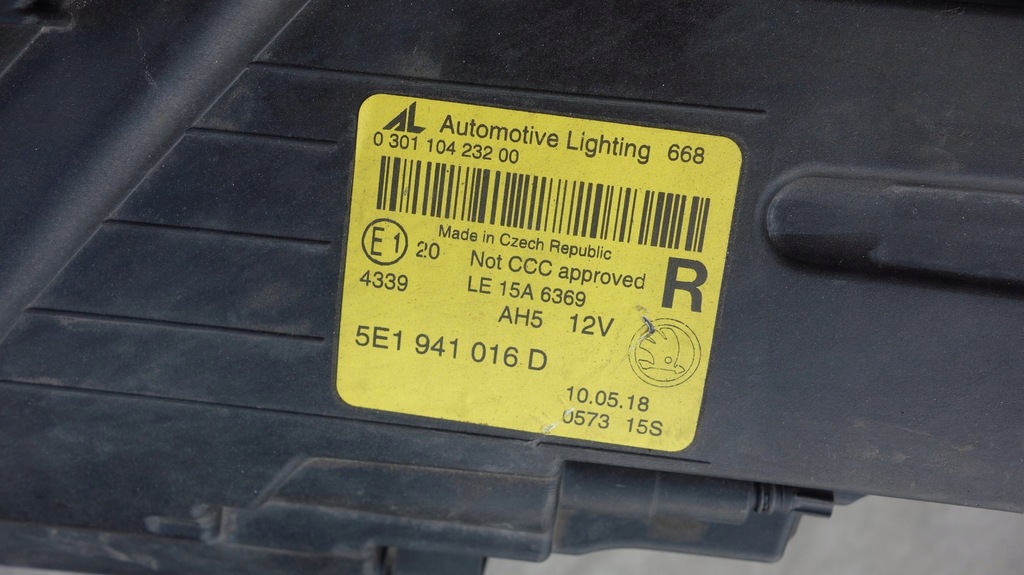 AL Automotive Lighting 668
0 301 104 232 00
Made in Czech Republic
E1 20 Not CCC approved R
4339 LE 15A 6369
AH5 12V
5E1 941 016 D
10.05.18
0573 15S